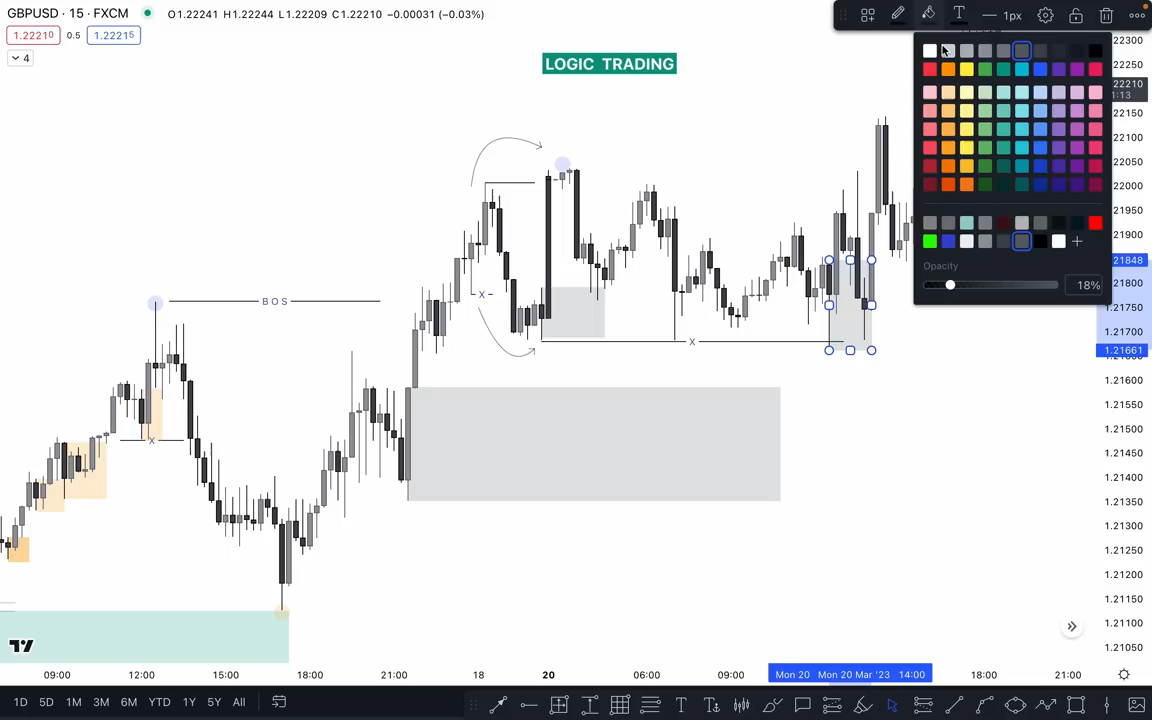 GBPUSD · 15 · FXCM O1.22241 H1.22244 L1.22209 C1.22210 −0.00031 (−0.03%)
1.22210 0.5 1.22215
4
LOGIC TRADING
T 1px
Opacity
18%
1.22300
1.22250
22210
1:13
1.22150
1.22100
1.22050
1.22000
1.21950
1.21900
21848
1.21800
1.21750
1.21700
1.21661
1.21600
1.21550
1.21500
1.21450
1.21400
1.21350
1.21300
1.21250
1.21200
1.21150
1.21100
1.21050
BOS
X
X
X
09:00 12:00 15:00 18:00 21:00 18 20 06:00 09:00 Mon 20 Mon 20 Mar '23 14:00 18:00 21:00
1D 5D 1M 3M 6M YTD 1Y 5Y All